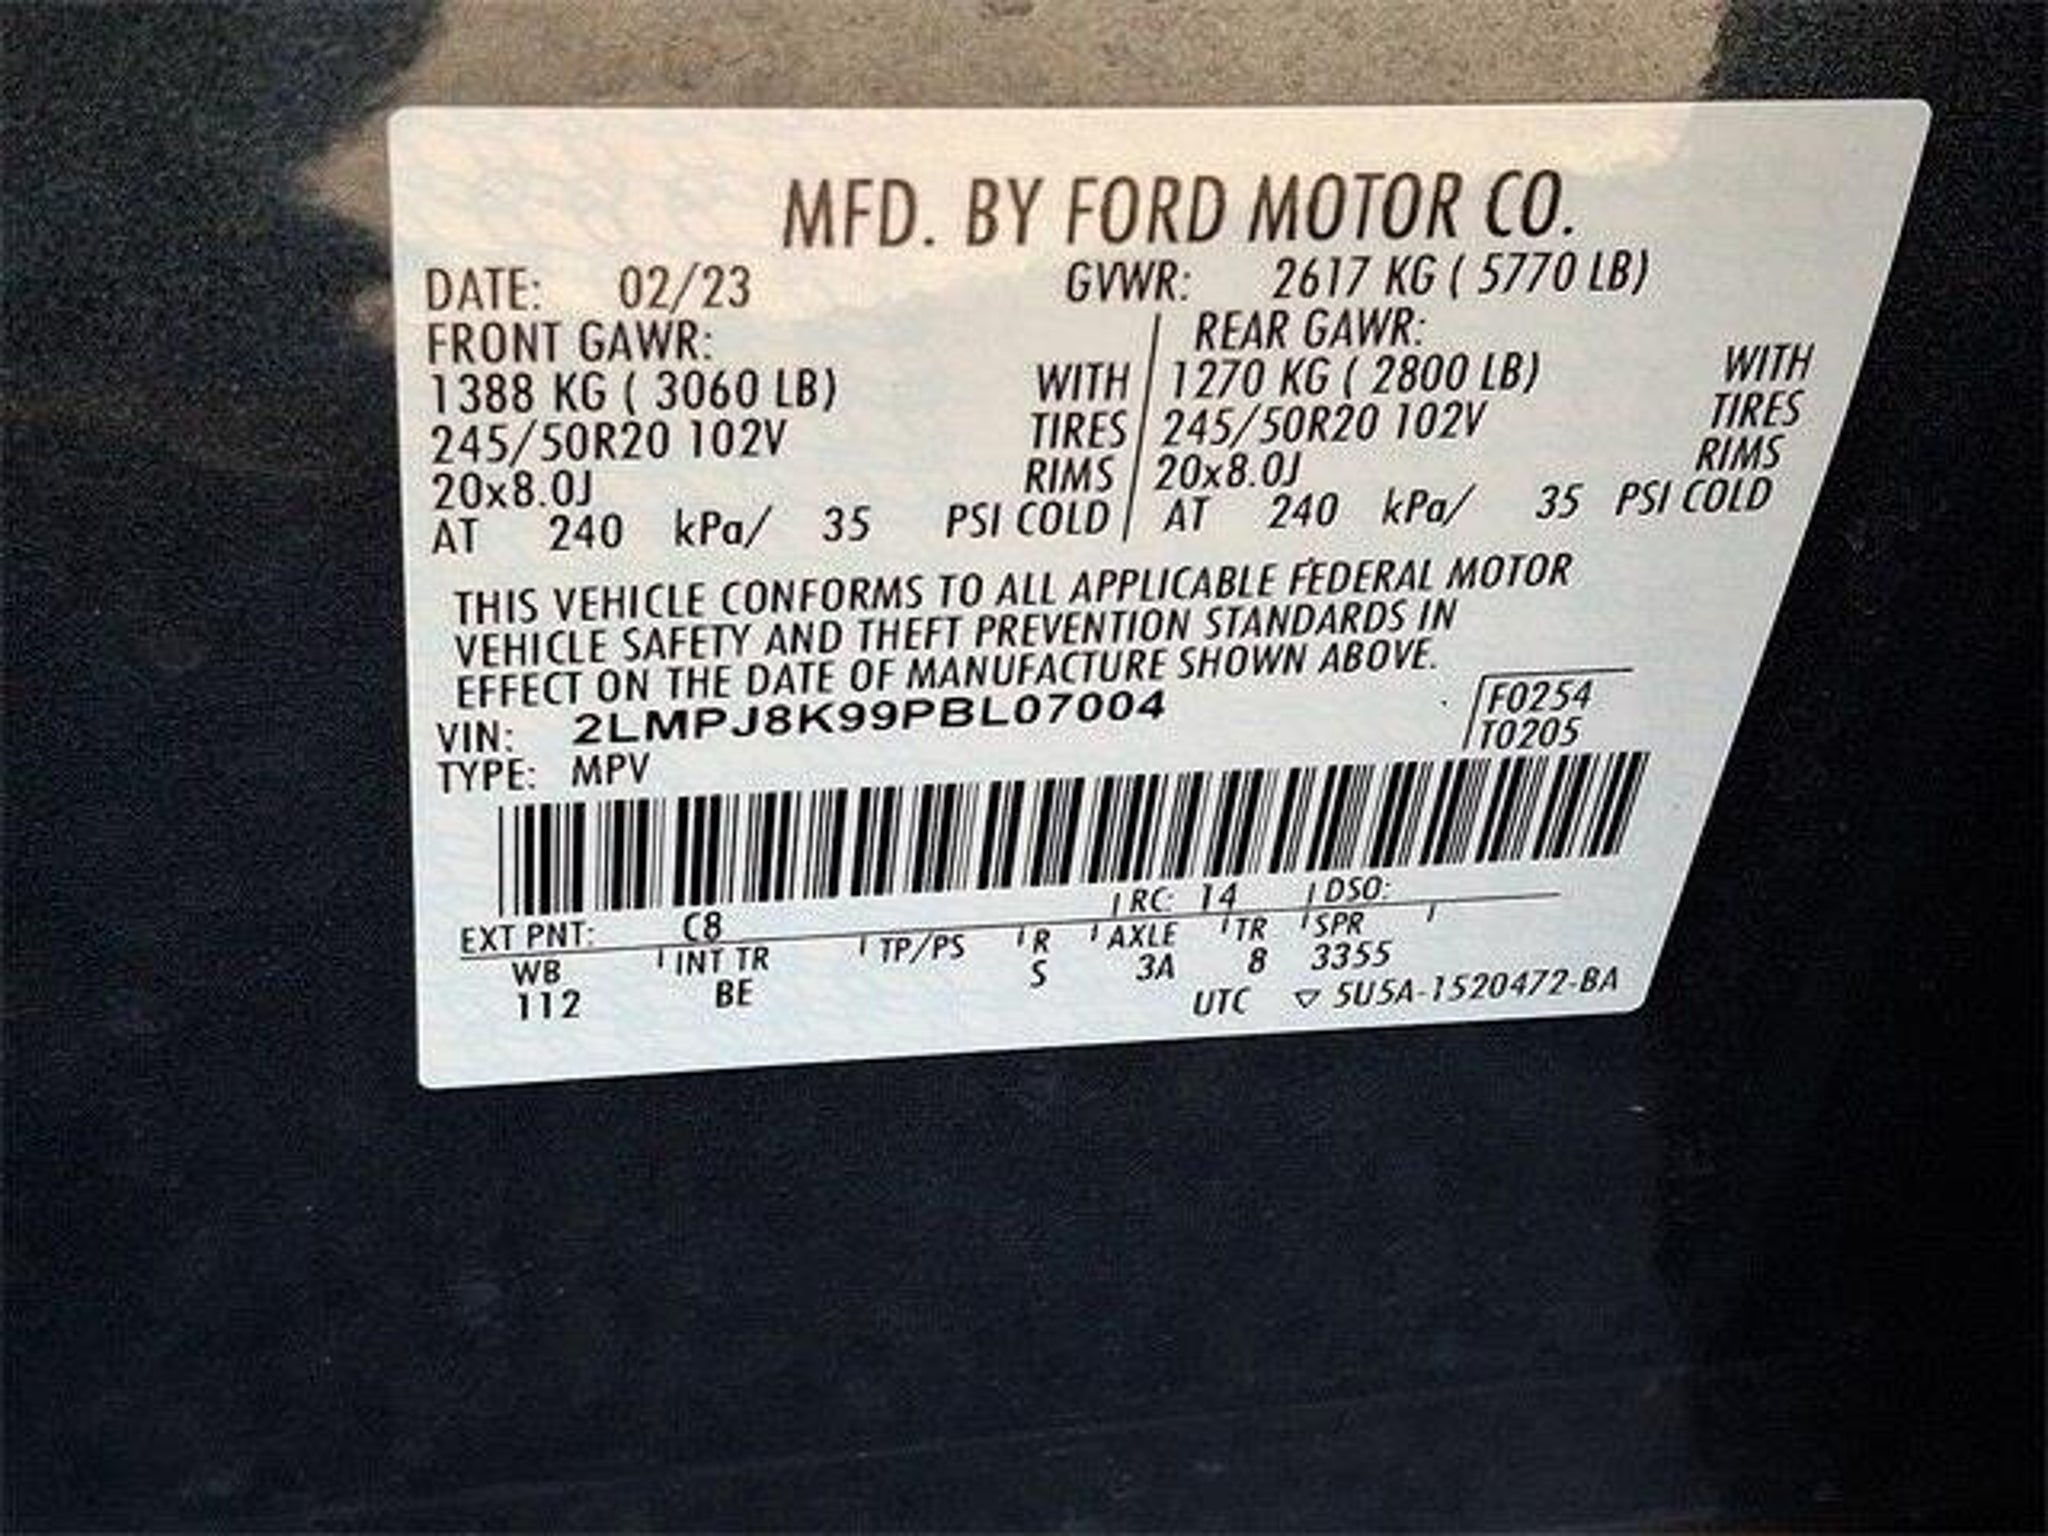 MFD. BY FORD MOTOR CO.
DATE: 02/23 GVWR: 2617 KG ( 5770 LB)
FRONT GAWR: REAR GAWR:
1388 KG ( 3060 LB) WITH 1270 KG ( 2800 LB) WITH
245/50R20 102V TIRES 245/50R20 102V TIRES
20x8.0J RIMS 20x8.0J RIMS
AT 240 kPa/ 35 PSI COLD AT 240 kPa/ 35 PSI COLD
THIS VEHICLE CONFORMS TO ALL APPLICABLE FEDERAL MOTOR
VEHICLE SAFETY AND THEFT PREVENTION STANDARDS IN
EFFECT ON THE DATE OF MANUFACTURE SHOWN ABOVE.
VIN: 2LMPJ8K99PBL07004 F0254
TYPE: MPV T0205
EXT PNT: C8 RC: 14 DSO:
WB INT TR TP/PS R AXLE TR SPR
112 BE S 3A 8 3355
UTC ▽ 5U5A-1520472-BA